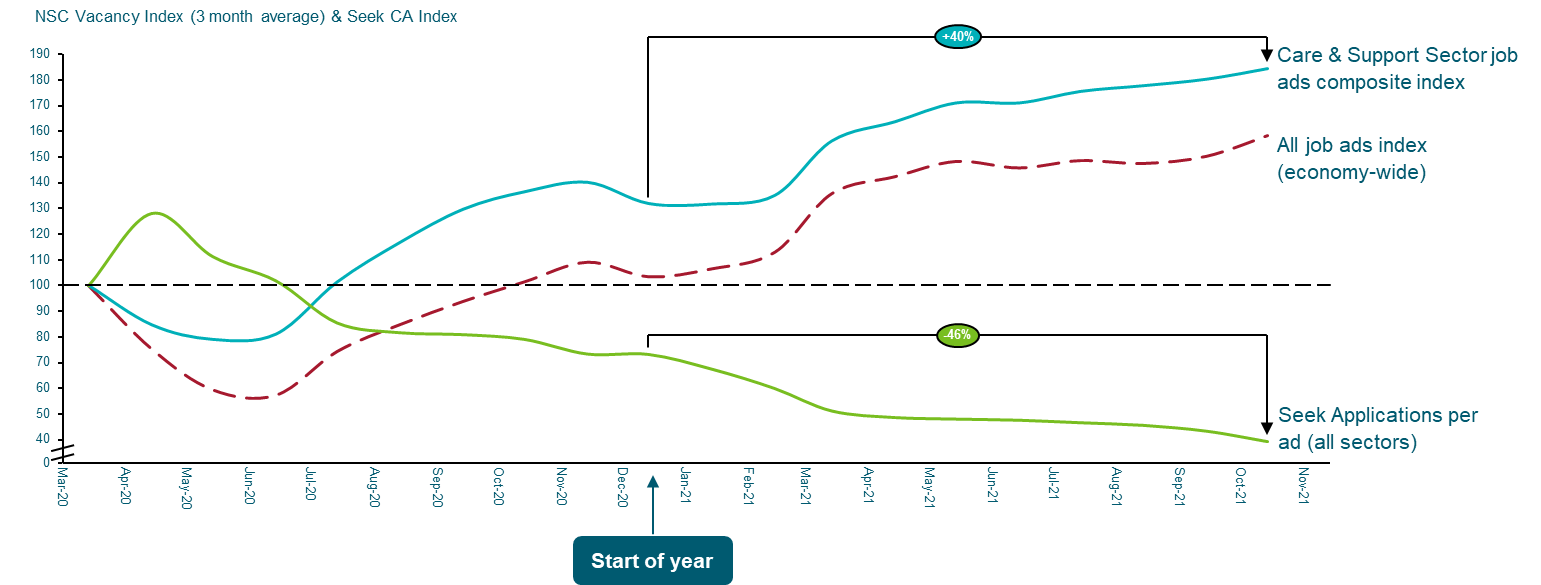 NSC Vacancy Index (3 month average) & Seek CA Index
+40%
Care & Support Sector job
ads composite index
All job ads index
(economy-wide)
-46%
Seek Applications per
ad (all sectors)
190
180
170
160
150
140
130
120
110
100
90
80
70
60
50
40
0
Mar-20
Apr-20
May-20
Jun-20
Jul-20
Aug-20
Sep-20
Oct-20
Nov-20
Dec-20
Jan-21
Feb-21
Mar-21
Apr-21
May-21
Jun-21
Jul-21
Aug-21
Sep-21
Oct-21
Nov-21
Start of year